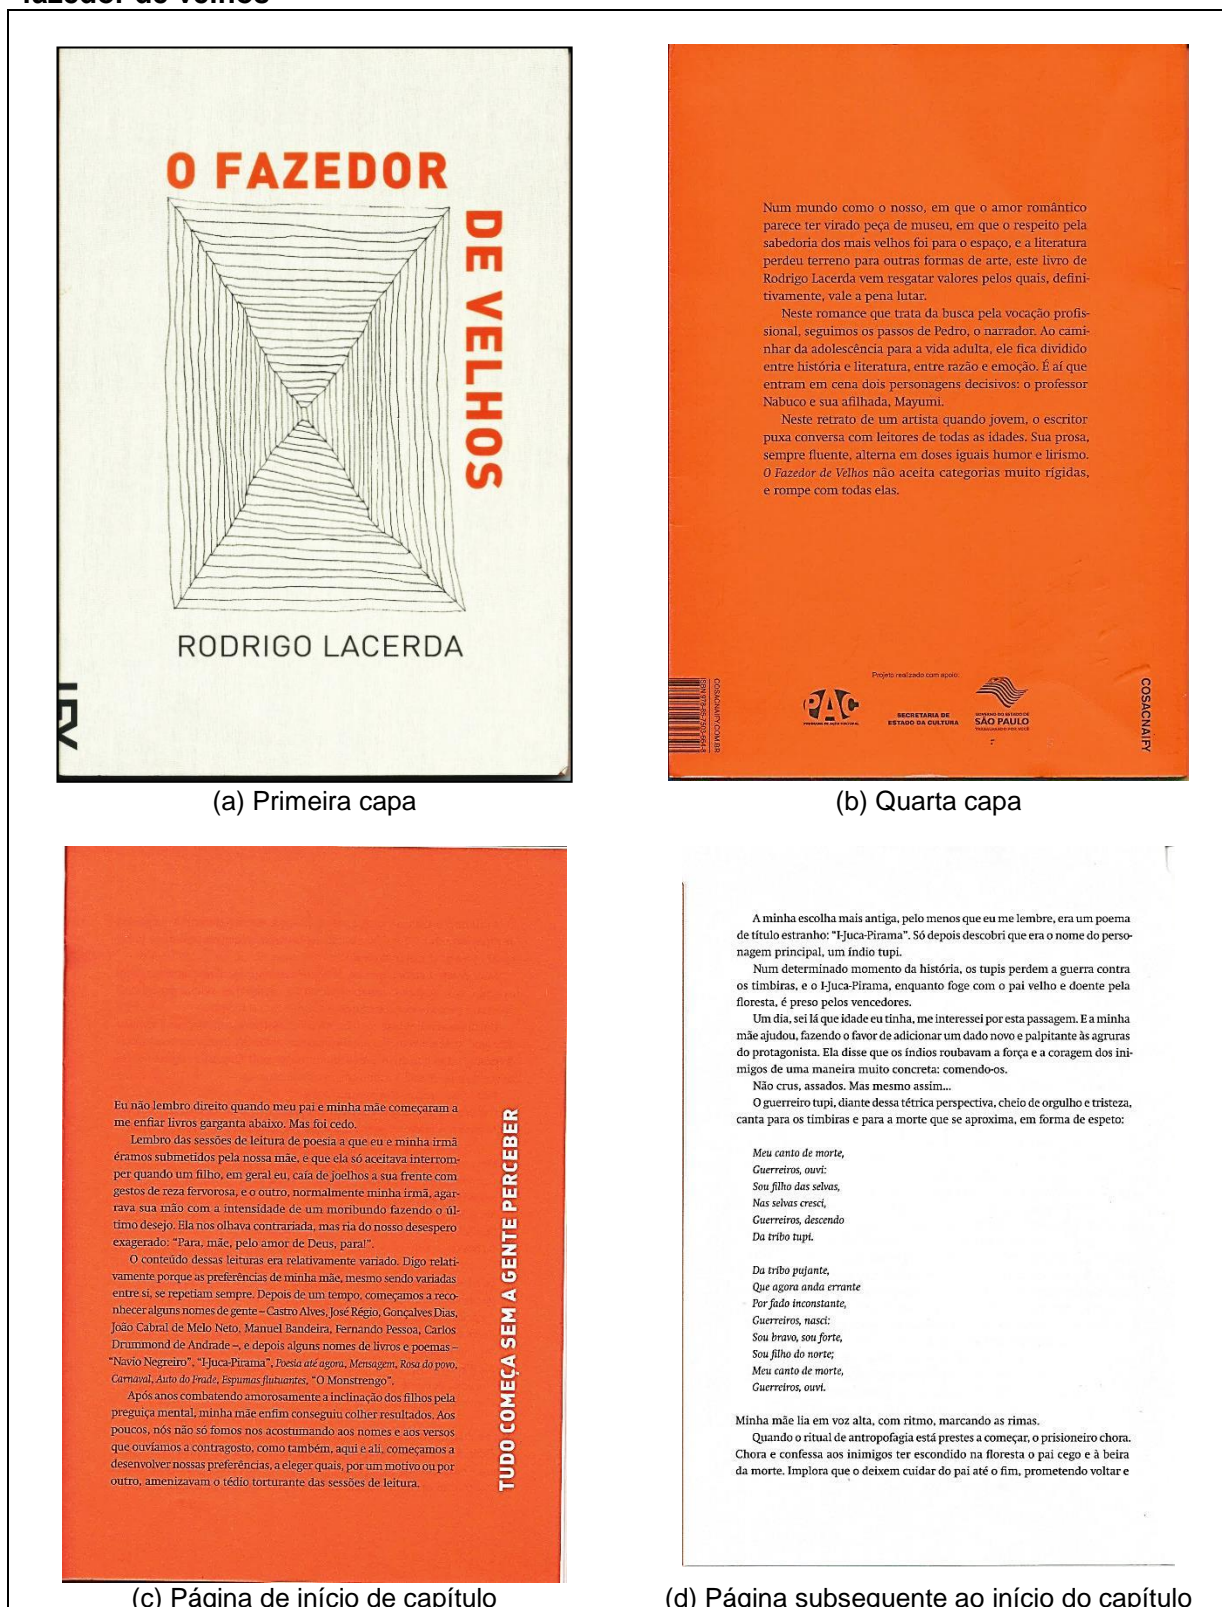 fazedor de velhos
O FAZEDOR
DE VELHOS
RODRIGO LACERDA
(a) Primeira capa
Num mundo como o nosso, em que o amor romântico
parece ter virado peça de museu, em que o respeito pela
sabedoria dos mais velhos foi para o espaço, e a literatura
perdeu terreno para outras formas de arte, este livro de
Rodrigo Lacerda vem resgatar valores pelos quais, defini-
tivamente, vale a pena lutar.
Neste romance que trata da busca pela vocação profis-
sional, seguimos os passos de Pedro, o narrador. Ao cami-
nhar da adolescência para a vida adulta, ele fica dividido
entre história e literatura, entre razão e emoção. É aí que
entram em cena dois personagens decisivos: o professor
Nabuco e sua afilhada, Mayumi.
Neste retrato de um artista quando jovem, o escritor
puxa conversa com leitores de todas as idades. Sua prosa,
sempre fluente, alterna em doses iguais humor e lirismo.
O Fazedor de Velhos não aceita categorias muito rígidas,
e rompe com todas elas.
Projeto realizado com apoio:
PAC
PROGRAMA DE AÇÃO CULTURAL
SECRETARIA DE
ESTADO DA CULTURA
GOVERNO DO ESTADO DE
SÃO PAULO
TRABALHANDO POR VOCÊ
COSACNAIFY.COM.BR
COSACNAIFY
(b) Quarta capa
Eu não lembro direito quando meu pai e minha mãe começaram a
me enfiar livros garganta abaixo. Mas foi cedo.
Lembro das sessões de leitura de poesia a que eu e minha irmã
éramos submetidos pela nossa mãe, e que ela só aceitava interrom-
per quando um filho, em geral eu, caía de joelhos a sua frente com
gestos de reza fervorosa, e o outro, normalmente minha irmã, agar-
rava sua mão com a intensidade de um moribundo fazendo o úl-
timo desejo. Ela nos olhava contrariada, mas ria do nosso desespero
exagerado: "Para, mãe, pelo amor de Deus, para!".
O conteúdo dessas leituras era relativamente variado. Digo relati-
vamente porque as preferências de minha mãe, mesmo sendo variadas
entre si, se repetiam sempre. Depois de um tempo, começamos a reco-
nhecer alguns nomes de gente – Castro Alves, José Régio, Gonçalves Dias,
João Cabral de Melo Neto, Manuel Bandeira, Fernando Pessoa, Carlos
Drummond de Andrade –, e depois alguns nomes de livros e poemas –
"Navio Negreiro", "I-Juca-Pirama", Poesia até agora, Mensagem, Rosa do povo,
Carnaval, Auto do Frade, Espumas flutuantes, "O Monstrengo".
Após anos combatendo amorosamente a inclinação dos filhos pela
preguiça mental, minha mãe enfim conseguiu colher resultados. Aos
poucos, nós não só fomos nos acostumando aos nomes e aos versos
que ouvíamos a contragosto, como também, aqui e ali, começamos a
desenvolver nossas preferências, a eleger quais, por um motivo ou por
outro, amenizavam o tédio torturante das sessões de leitura.
TUDO COMEÇA SEM A GENTE PERCEBER
(c) Página de início de capítulo
A minha escolha mais antiga, pelo menos que eu me lembre, era um poema
de título estranho: "I-Juca-Pirama". Só depois descobri que era o nome do perso-
nagem principal, um índio tupi.
Num determinado momento da história, os tupis perdem a guerra contra
os timbiras, e o I-Juca-Pirama, enquanto foge com o pai velho e doente pela
floresta, é preso pelos vencedores.
Um dia, sei lá que idade eu tinha, me interessei por esta passagem. E a minha
mãe ajudou, fazendo o favor de adicionar um dado novo e palpitante às agruras
do protagonista. Ela disse que os índios roubavam a força e a coragem dos ini-
migos de uma maneira muito concreta: comendo-os.
Não crus, assados. Mas mesmo assim...
O guerreiro tupi, diante dessa tétrica perspectiva, cheio de orgulho e tristeza,
canta para os timbiras e para a morte que se aproxima, em forma de espeto:
Meu canto de morte,
Guerreiros, ouvi:
Sou filho das selvas,
Nas selvas cresci,
Guerreiros, descendo
Da tribo tupi.
Da tribo pujante,
Que agora anda errante
Por fado inconstante,
Guerreiros, nasci:
Sou bravo, sou forte,
Sou filho do norte;
Meu canto de morte,
Guerreiros, ouvi.
Minha mãe lia em voz alta, com ritmo, marcando as rimas.
Quando o ritual de antropofagia está prestes a começar, o prisioneiro chora.
Chora e confessa aos inimigos ter escondido na floresta o pai cego e à beira
da morte. Implora que o deixem cuidar do pai até o fim, prometendo voltar e
(d) Página subsequente ao início do capítulo